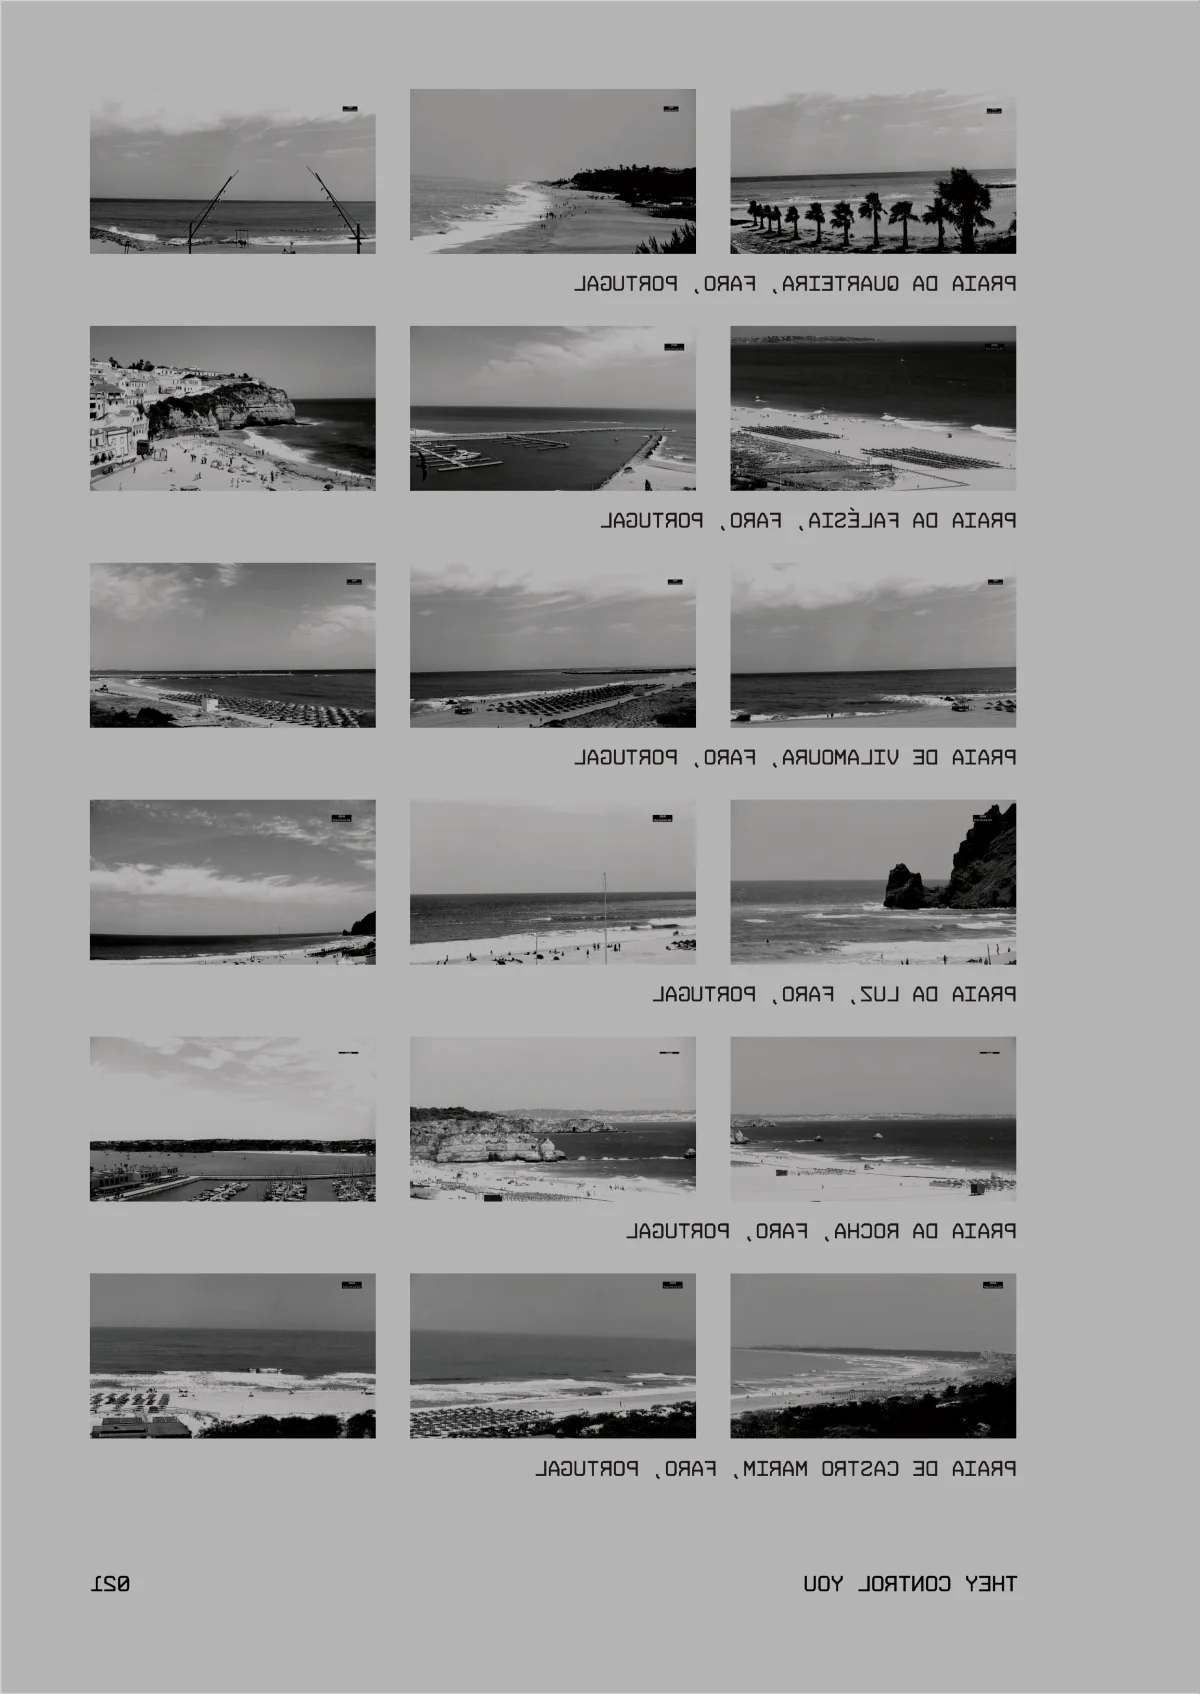 PRAIA DA QUARTEIRA, FARO, PORTUGAL
PRAIA DA FALÉSIA, FARO, PORTUGAL
PRAIA DE VILAMOURA, FARO, PORTUGAL
PRAIA DA LUZ, FARO, PORTUGAL
PRAIA DA ROCHA, FARO, PORTUGAL
PRAIA DE CASTRO MARIM, FARO, PORTUGAL
THEY CONTROL YOU
021